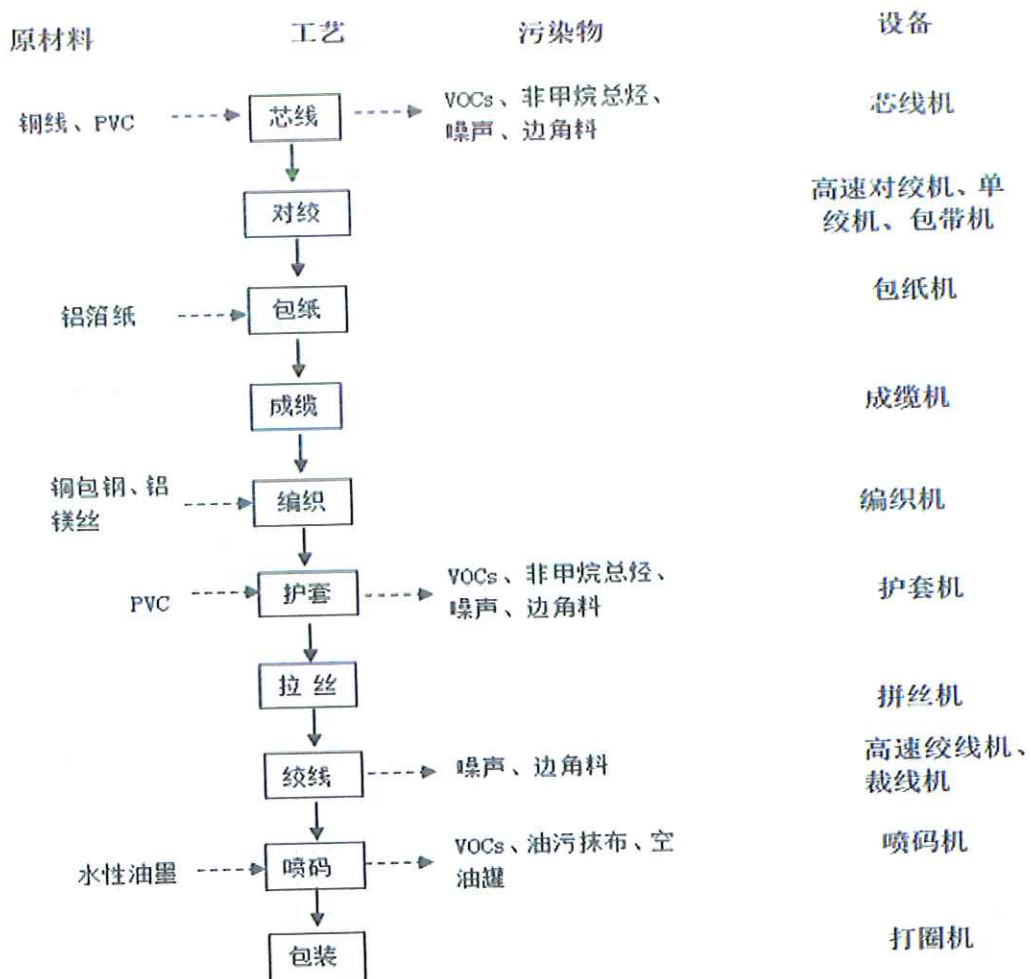 原材料 工艺 污染物 设备
铜线、PVC 芯线 VOCs、非甲烷总烃、 芯线机
噪声、边角料
对绞 高速对绞机、单
绞机、包带机
铝箔纸 包纸 包纸机
成缆 成缆机
铜包钢、铝 编织 编织机
镁丝
PVC 护套 VOCs、非甲烷总烃、 护套机
噪声、边角料
拉 丝 拼丝机
绞线 噪声、边角料 高速绞线机、
裁线机
水性油墨 喷码 VOCs、油污抹布、空 喷码机
油罐
包装 打圈机